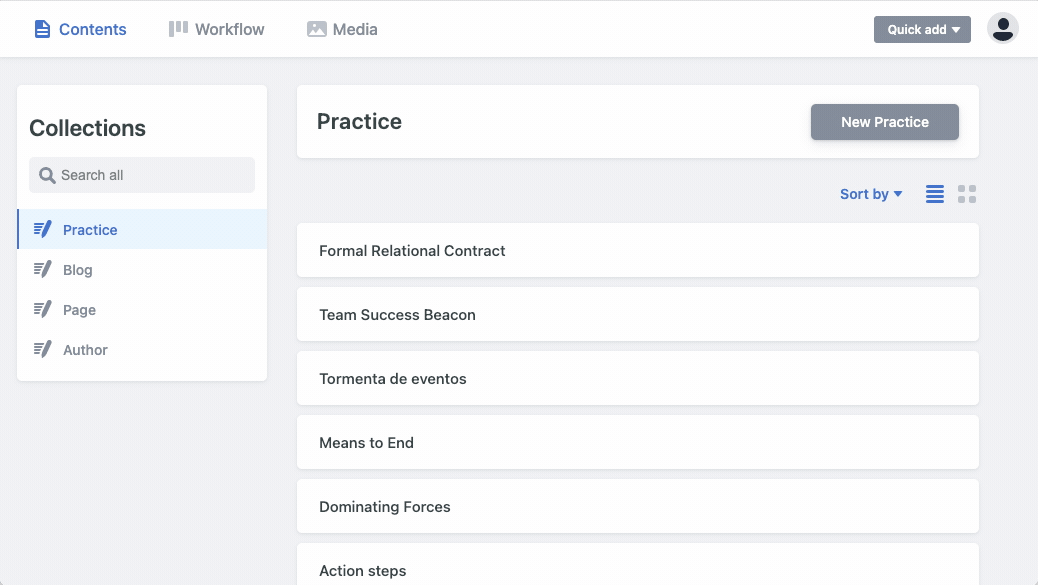 Contents Workflow Media Quick add
Collections
Search all
Practice
Blog
Page
Author
Practice New Practice
Sort by
Formal Relational Contract
Team Success Beacon
Tormenta de eventos
Means to End
Dominating Forces
Action steps